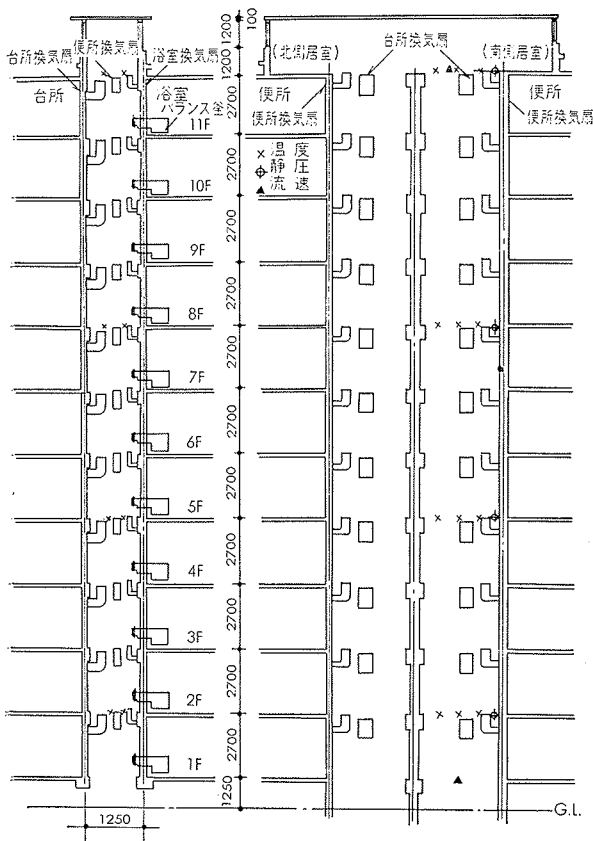 100
1200
1200
台所換気扇
便所換気扇
浴室換気扇
台所
浴室
バランス釜
(北側居室)
台所換気扇
(南側居室)
便所
便所換気扇
便所
便所換気扇
× 温度
静圧
▲ 流速
11F
10F
9F
8F
7F
6F
5F
4F
3F
2F
1F
2700
2700
2700
2700
2700
2700
2700
2700
2700
2700
2700
1250
1250
G.L.